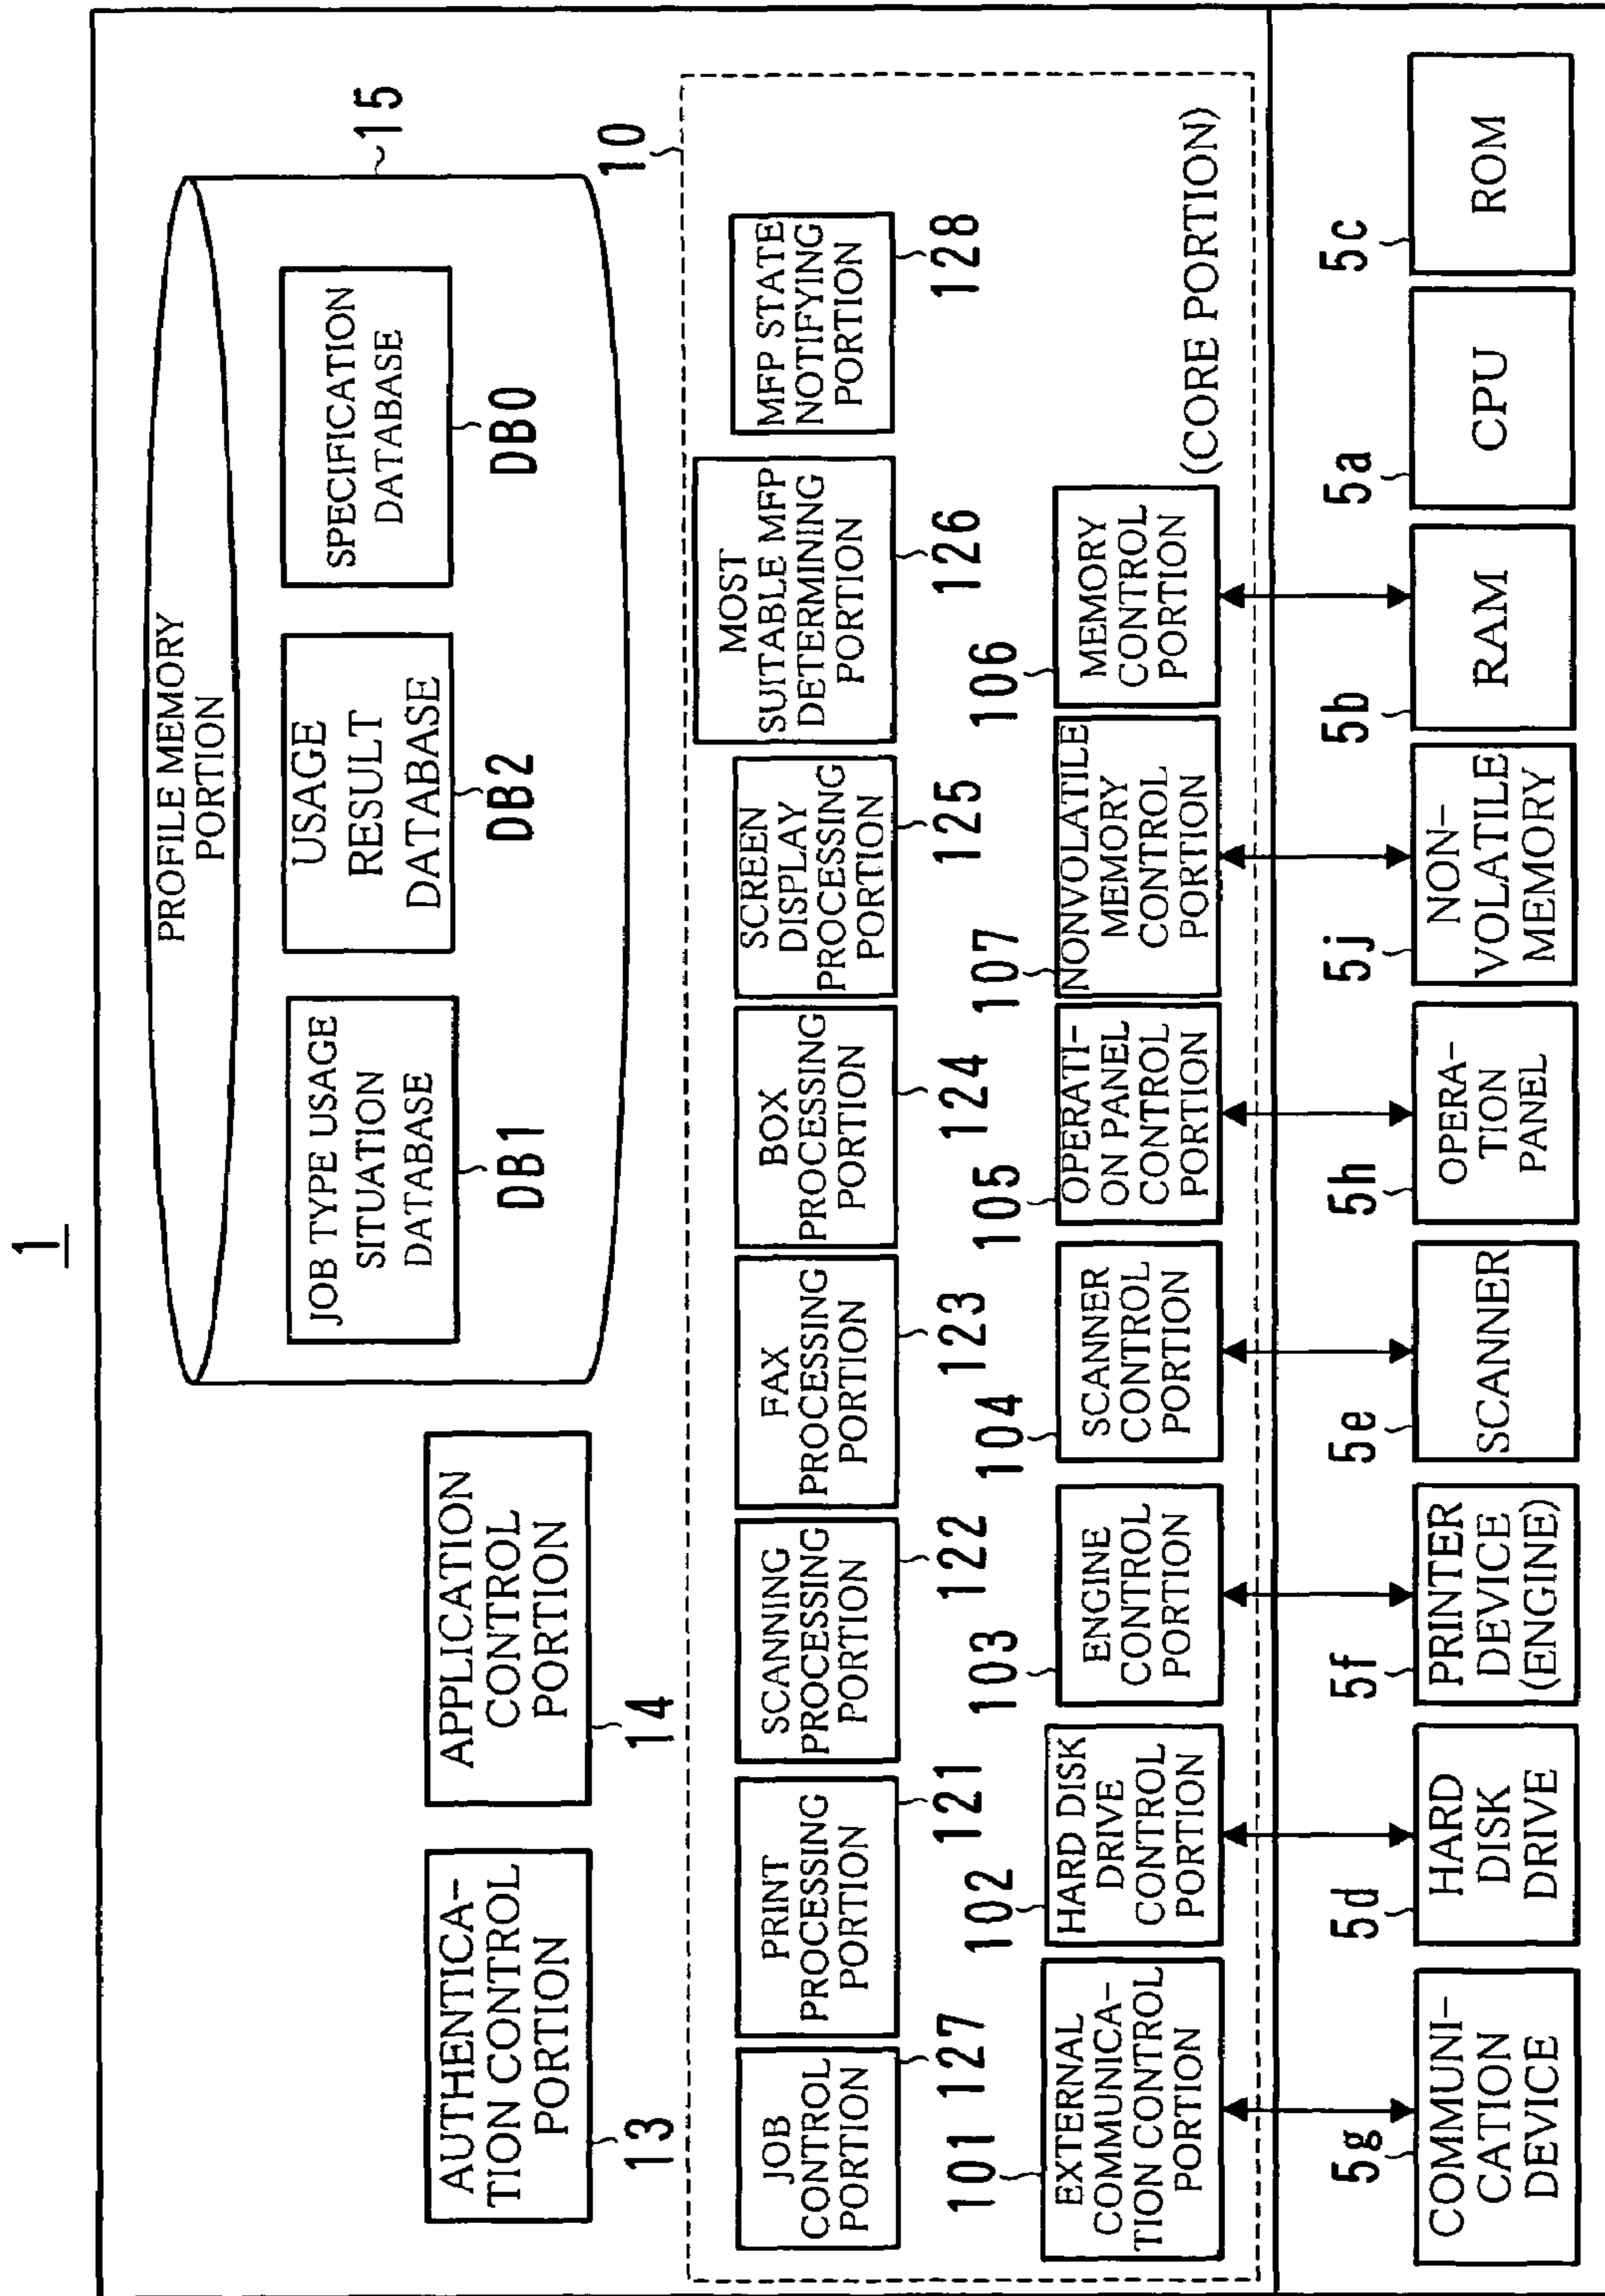 1
PROFILE MEMORY
PORTION
15
JOB TYPE USAGE
SITUATION
DATABASE
DB1
USAGE
RESULT
DATABASE
DB2
SPECIFICATION
DATABASE
DB0
AUTHENTICA-
TION CONTROL
PORTION
13
APPLICATION
CONTROL
PORTION
14
10
JOB
CONTROL
PORTION
127
PRINT
PROCESSING
PORTION
121
SCANNING
PROCESSING
PORTION
122
FAX
PROCESSING
PORTION
123
BOX
PROCESSING
PORTION
124
SCREEN
DISPLAY
PROCESSING
PORTION
125
MOST
SUITABLE MFP
DETERMINING
PORTION
126
MFP STATE
NOTIFYING
PORTION
128
101
EXTERNAL
COMMUNICA-
TION CONTROL
PORTION
102
HARD DISK
DRIVE
CONTROL
PORTION
103
ENGINE
CONTROL
PORTION
104
SCANNER
CONTROL
PORTION
105
OPERATI-
ON PANEL
CONTROL
PORTION
107
NONVOLATILE
MEMORY
CONTROL
PORTION
106
MEMORY
CONTROL
PORTION
(CORE PORTION)
5g
COMMUNI-
CATION
DEVICE
5d
HARD
DISK
DRIVE
5f
PRINTER
DEVICE
(ENGINE)
5e
SCANNER
5h
OPERA-
TION
PANEL
5j
NON-
VOLATILE
MEMORY
5b
RAM
5a
CPU
5c
ROM